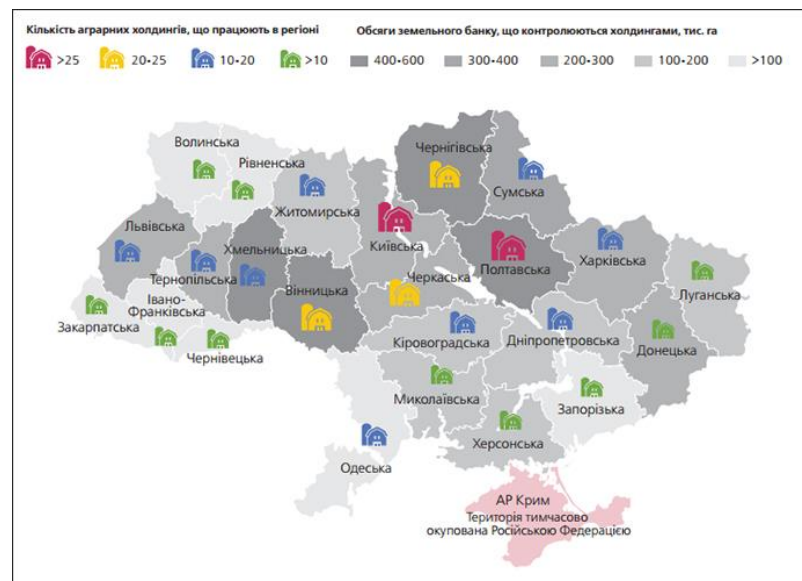 Кількість аграрних холдингів, що працюють в регіоні
Обсяги земельного банку, що контролюються холдингами, тис. га
>25
20-25
10-20
>10
400-600
300-400
200-300
100-200
>100
Волинська
Рівненська
Чернігівська
Сумська
Житомирська
Львівська
Хмельницька
Київська
Тернопільська
Полтавська
Харківська
Вінницька
Черкаська
Луганська
Івано-
Франківська
Закарпатська
Чернівецька
Кіровоградська
Дніпропетровська
Донецька
Миколаївська
Запорізька
Херсонська
Одеська
АР Крим
Територія тимчасово
окупована Російською Федерацією